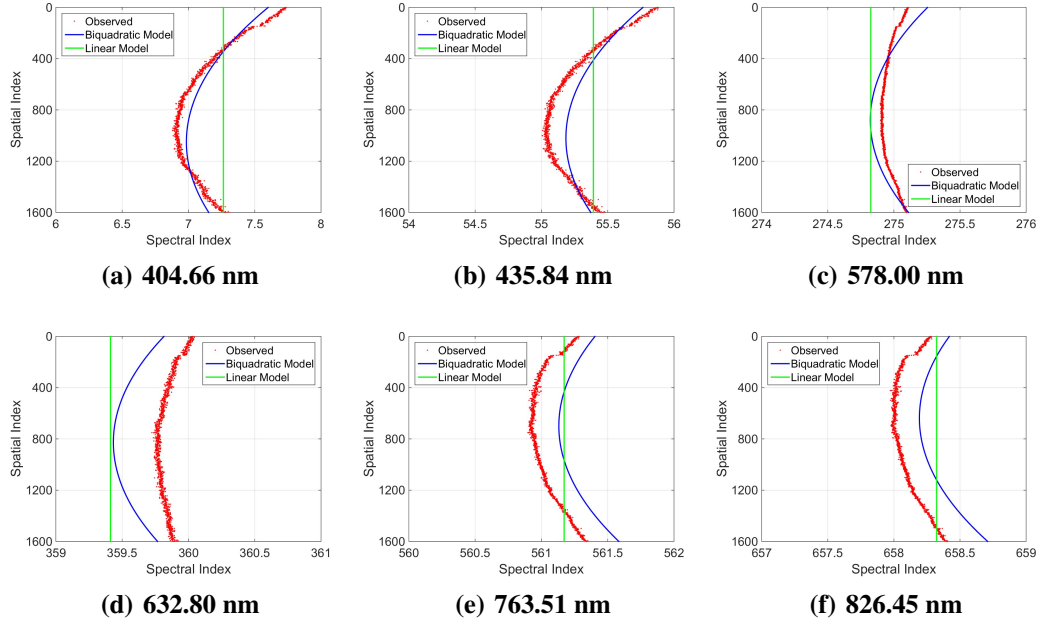 0
400
800
1200
1600
Spatial Index
Observed
Biquadratic Model
Linear Model
6 6.5 7 7.5 8
Spectral Index
(a) 404.66 nm
0
400
800
1200
1600
Spatial Index
Observed
Biquadratic Model
Linear Model
54 54.5 55 55.5 56
Spectral Index
(b) 435.84 nm
0
400
800
1200
1600
Spatial Index
Observed
Biquadratic Model
Linear Model
274 274.5 275 275.5 276
Spectral Index
(c) 578.00 nm
0
400
800
1200
1600
Spatial Index
Observed
Biquadratic Model
Linear Model
359 359.5 360 360.5 361
Spectral Index
(d) 632.80 nm
0
400
800
1200
1600
Spatial Index
Observed
Biquadratic Model
Linear Model
560 560.5 561 561.5 562
Spectral Index
(e) 763.51 nm
0
400
800
1200
1600
Spatial Index
Observed
Biquadratic Model
Linear Model
657 657.5 658 658.5 659
Spectral Index
(f) 826.45 nm